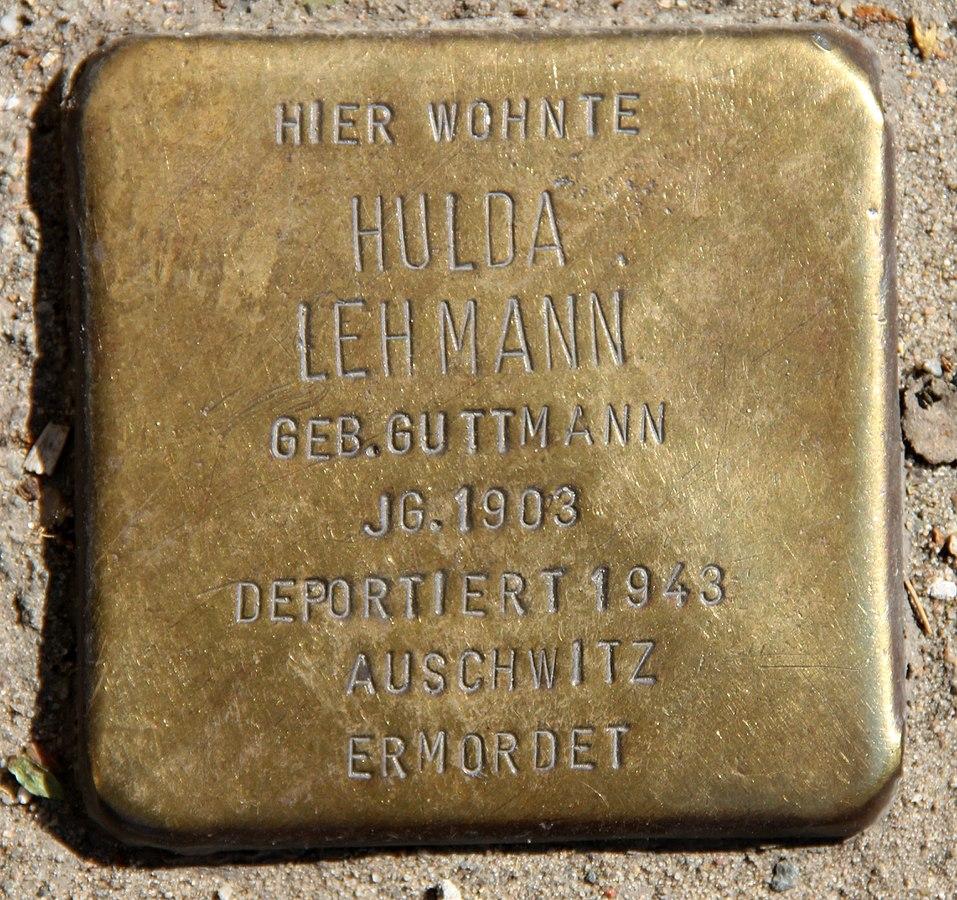 HIER WOHNTE
HULDA
LEHMANN
GEB.GUTTMANN
JG.1903
DEPORTIERT 1943
AUSCHWITZ
ERMORDET